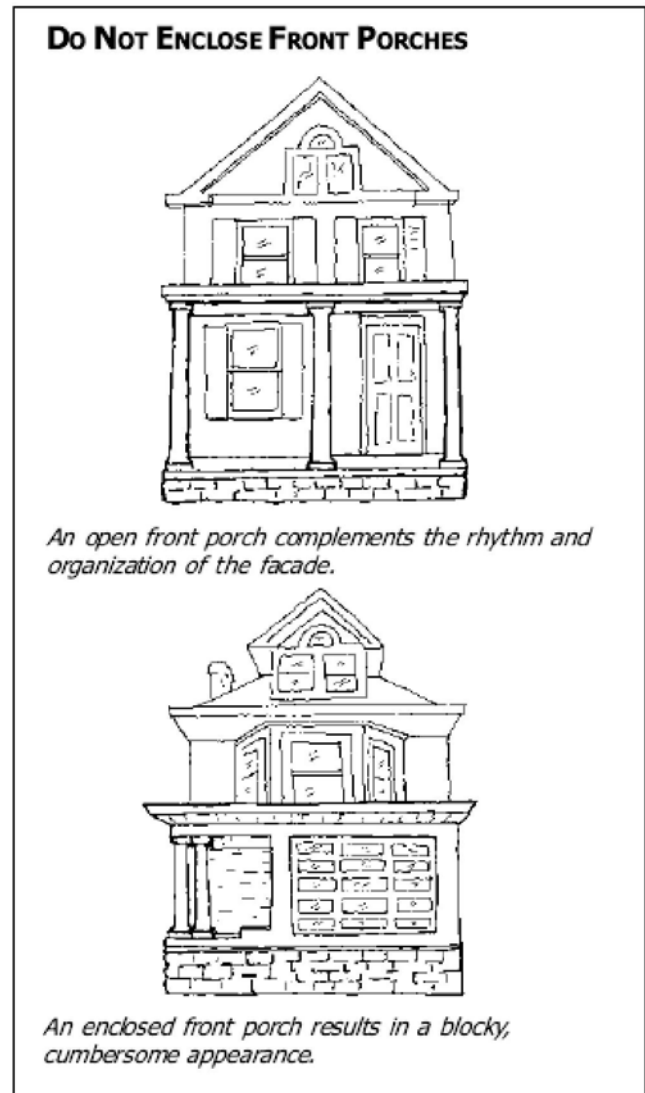 DO NOT ENCLOSE FRONT PORCHES
An open front porch complements the rhythm and
organization of the facade.
An enclosed front porch results in a blocky,
cumbersome appearance.